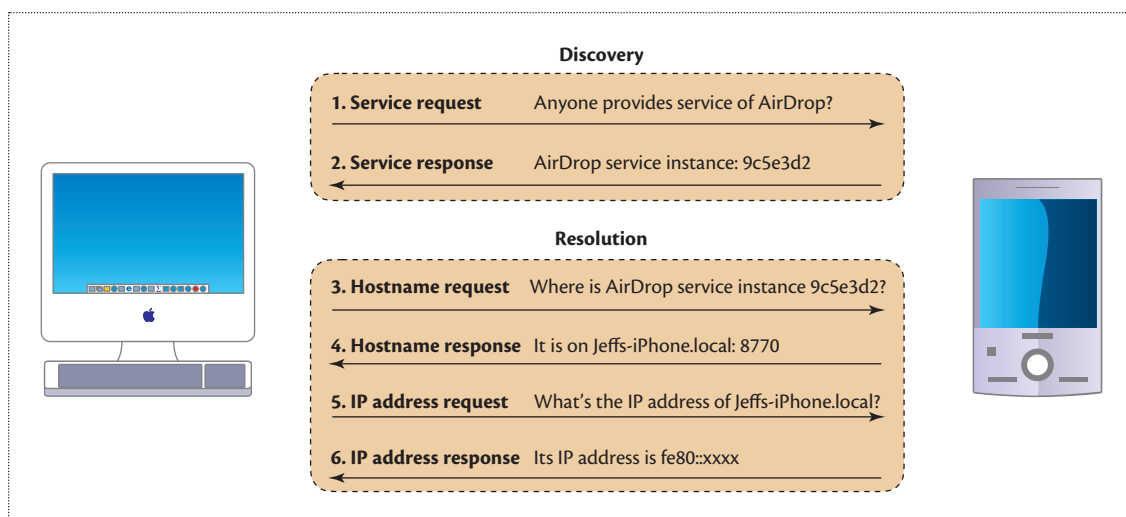 Discovery
1. Service request Anyone provides service of AirDrop?
2. Service response AirDrop service instance: 9c5e3d2
Resolution
3. Hostname request Where is AirDrop service instance 9c5e3d2?
4. Hostname response It is on Jeffs-iPhone.local: 8770
5. IP address request What’s the IP address of Jeffs-iPhone.local?
6. IP address response Its IP address is fe80::xxxx